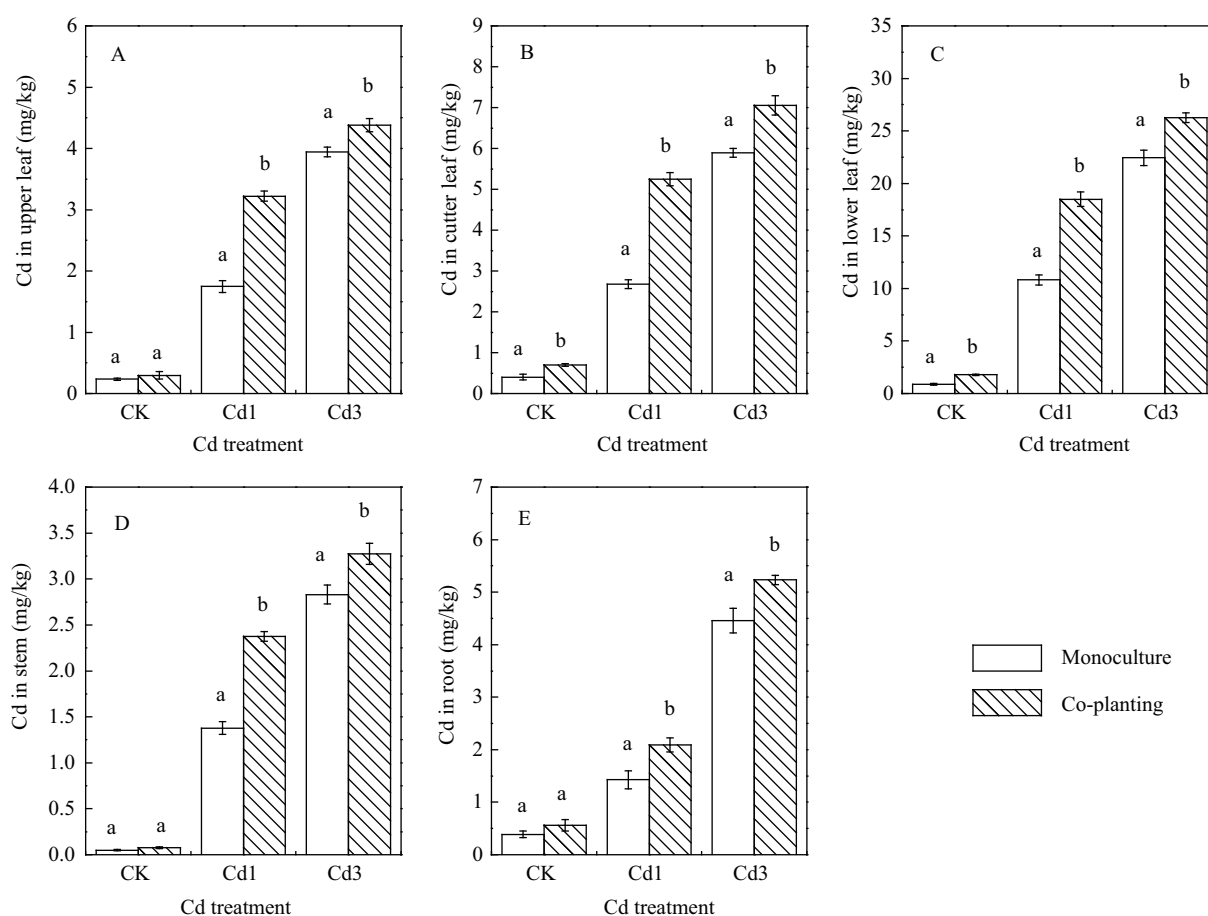 A
Cd in upper leaf (mg/kg)
6
5
4
3
2
1
0
a
a
a
b
a
b
CK
Cd1
Cd3
Cd treatment
B
Cd in cutter leaf (mg/kg)
9
8
7
6
5
4
3
2
1
0
a
b
a
b
a
b
CK
Cd1
Cd3
Cd treatment
C
Cd in lower leaf (mg/kg)
35
30
25
20
15
10
5
0
a
b
a
b
a
b
CK
Cd1
Cd3
Cd treatment
D
Cd in stem (mg/kg)
4.0
3.5
3.0
2.5
2.0
1.5
1.0
0.5
0.0
a
a
a
b
a
b
CK
Cd1
Cd3
Cd treatment
E
Cd in root (mg/kg)
7
6
5
4
3
2
1
0
a
a
a
b
a
b
CK
Cd1
Cd3
Cd treatment
Monoculture
Co-planting